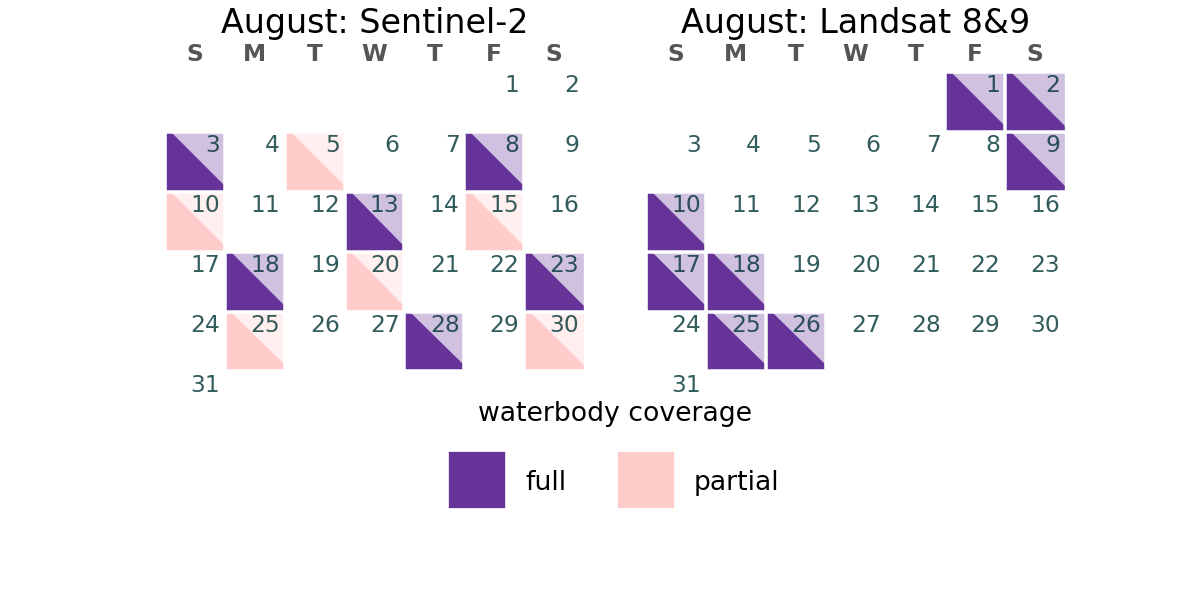 August: Sentinel-2
S M T W T F S
1 2
3 4 5 6 7 8 9
10 11 12 13 14 15 16
17 18 19 20 21 22 23
24 25 26 27 28 29 30
31
August: Landsat 8&9
S M T W T F S
1 2
3 4 5 6 7 8 9
10 11 12 13 14 15 16
17 18 19 20 21 22 23
24 25 26 27 28 29 30
31
waterbody coverage
full
partial